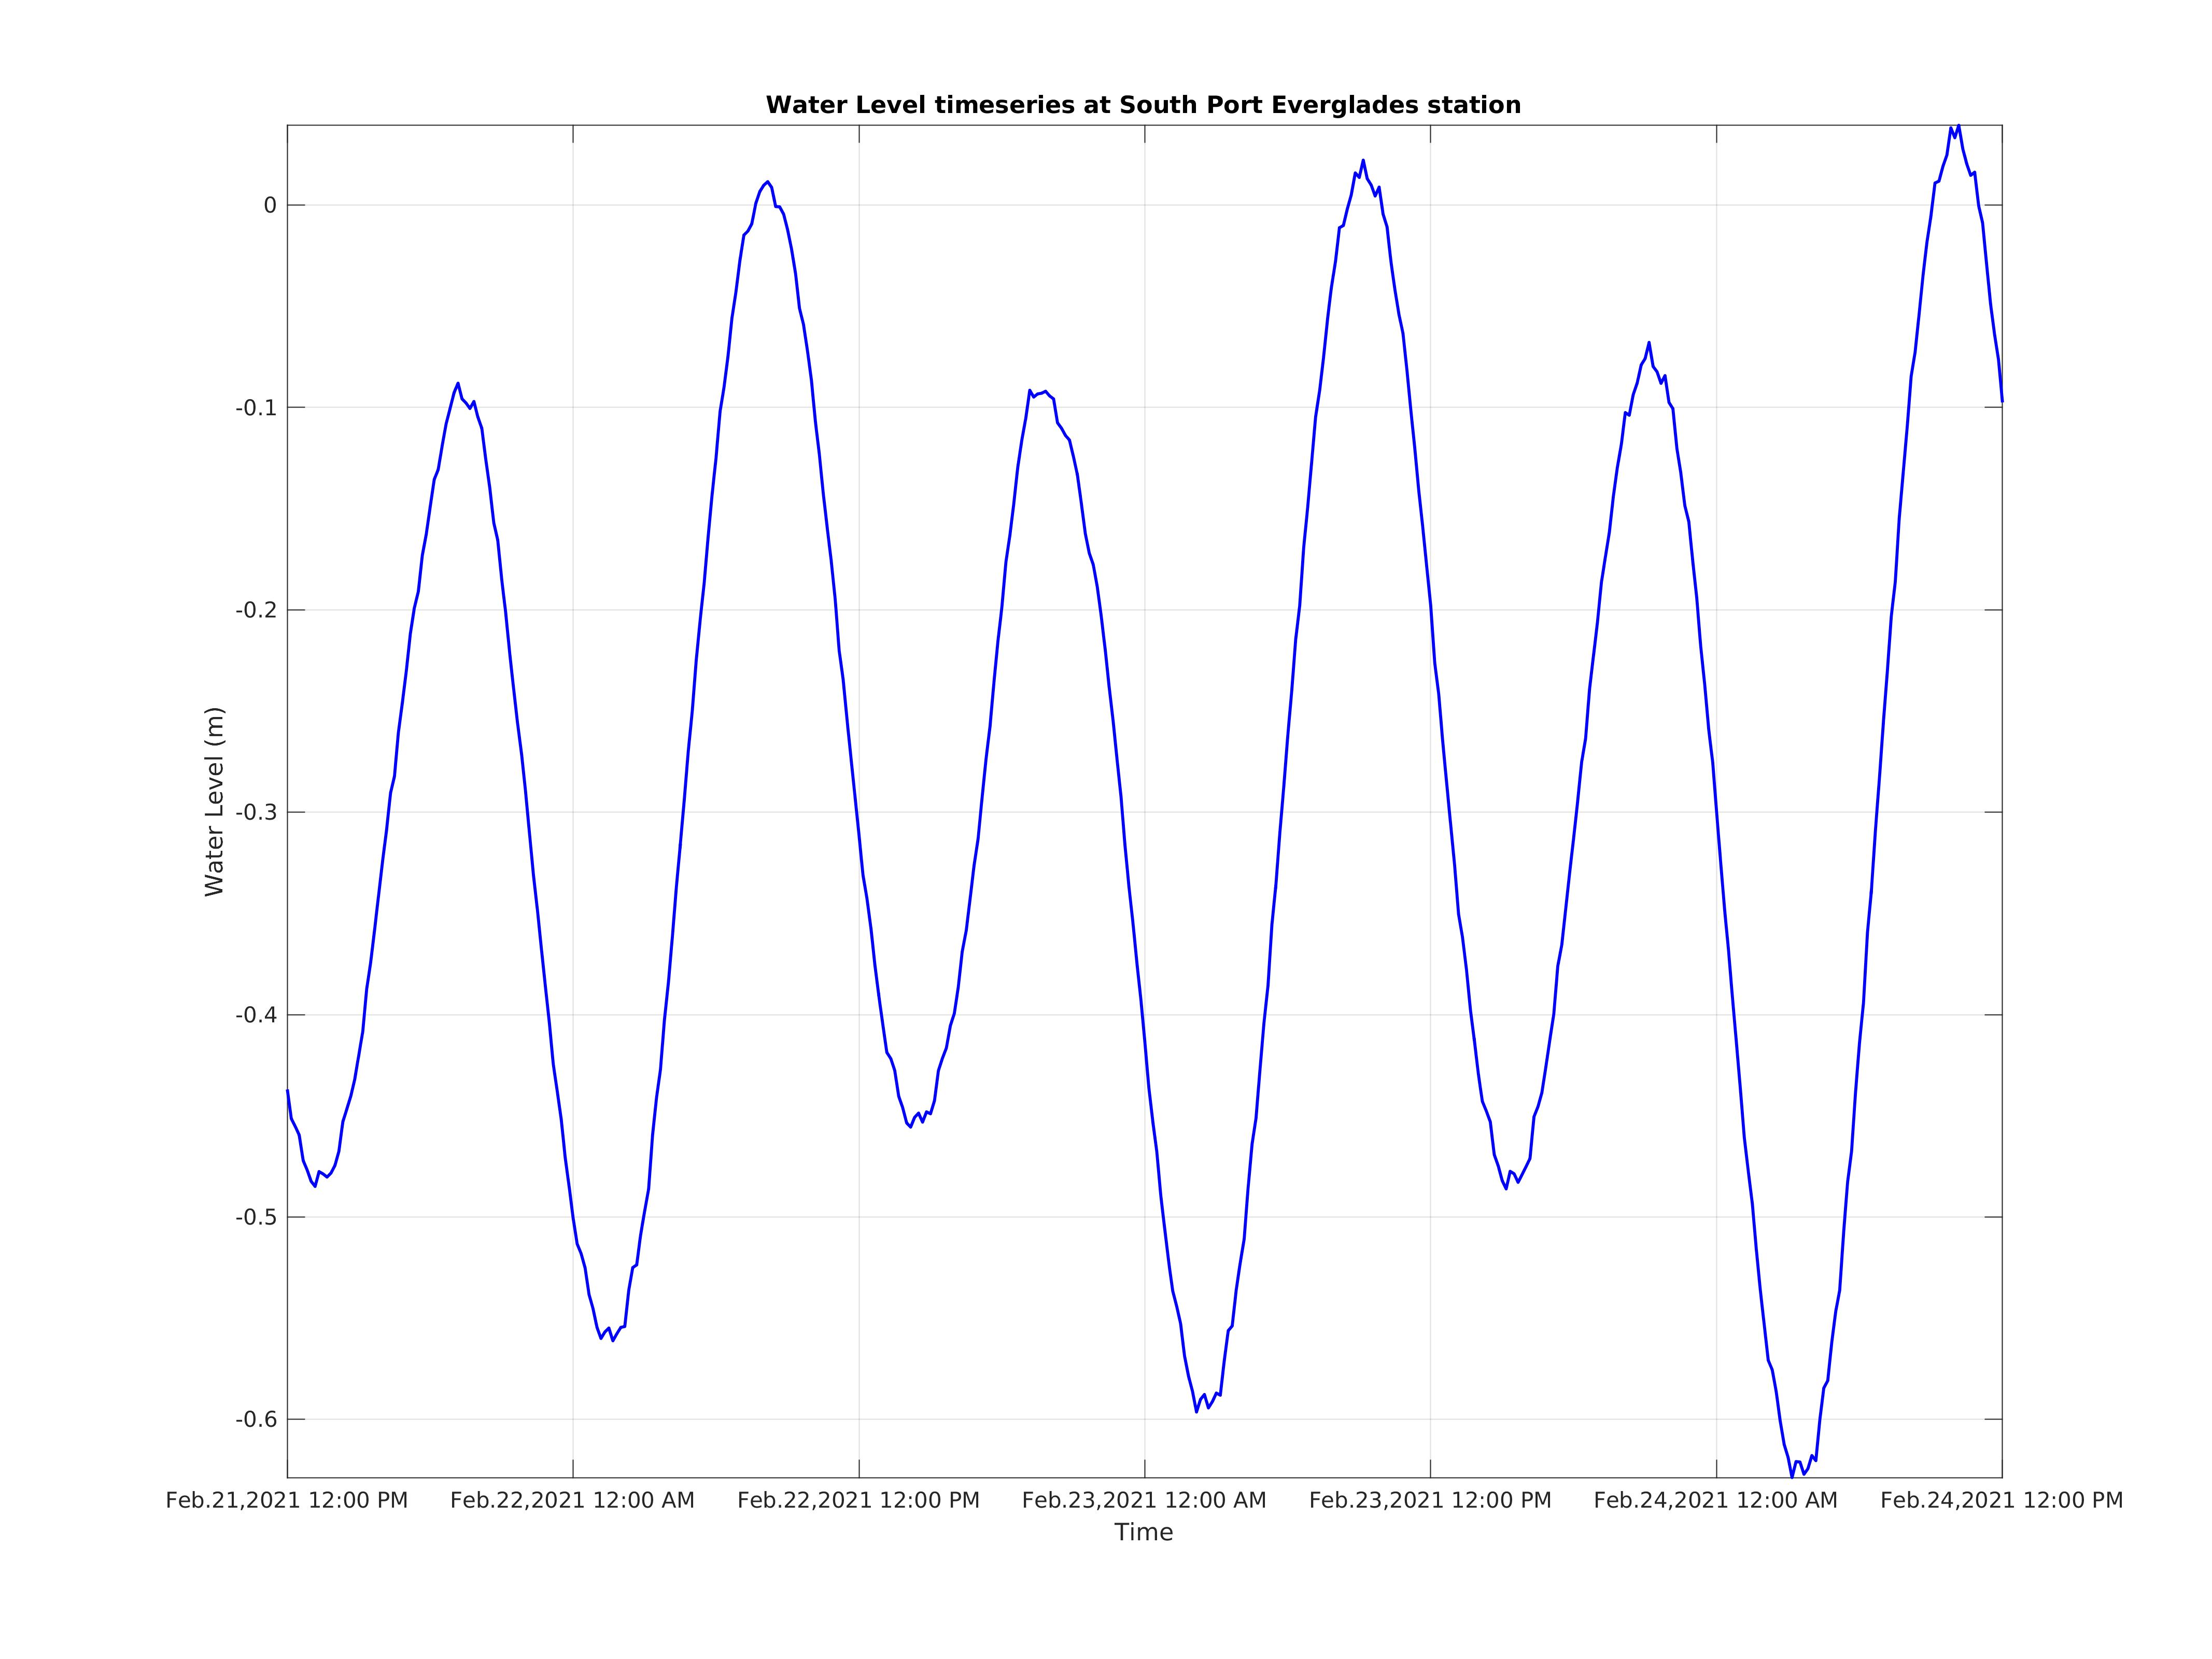 Water Level timeseries at South Port Everglades station
0
-0.1
-0.2
-0.3
-0.4
-0.5
-0.6
Water Level (m)
Feb.21,2021 12:00 PM
Feb.22,2021 12:00 AM
Feb.22,2021 12:00 PM
Feb.23,2021 12:00 AM
Feb.23,2021 12:00 PM
Feb.24,2021 12:00 AM
Feb.24,2021 12:00 PM
Time